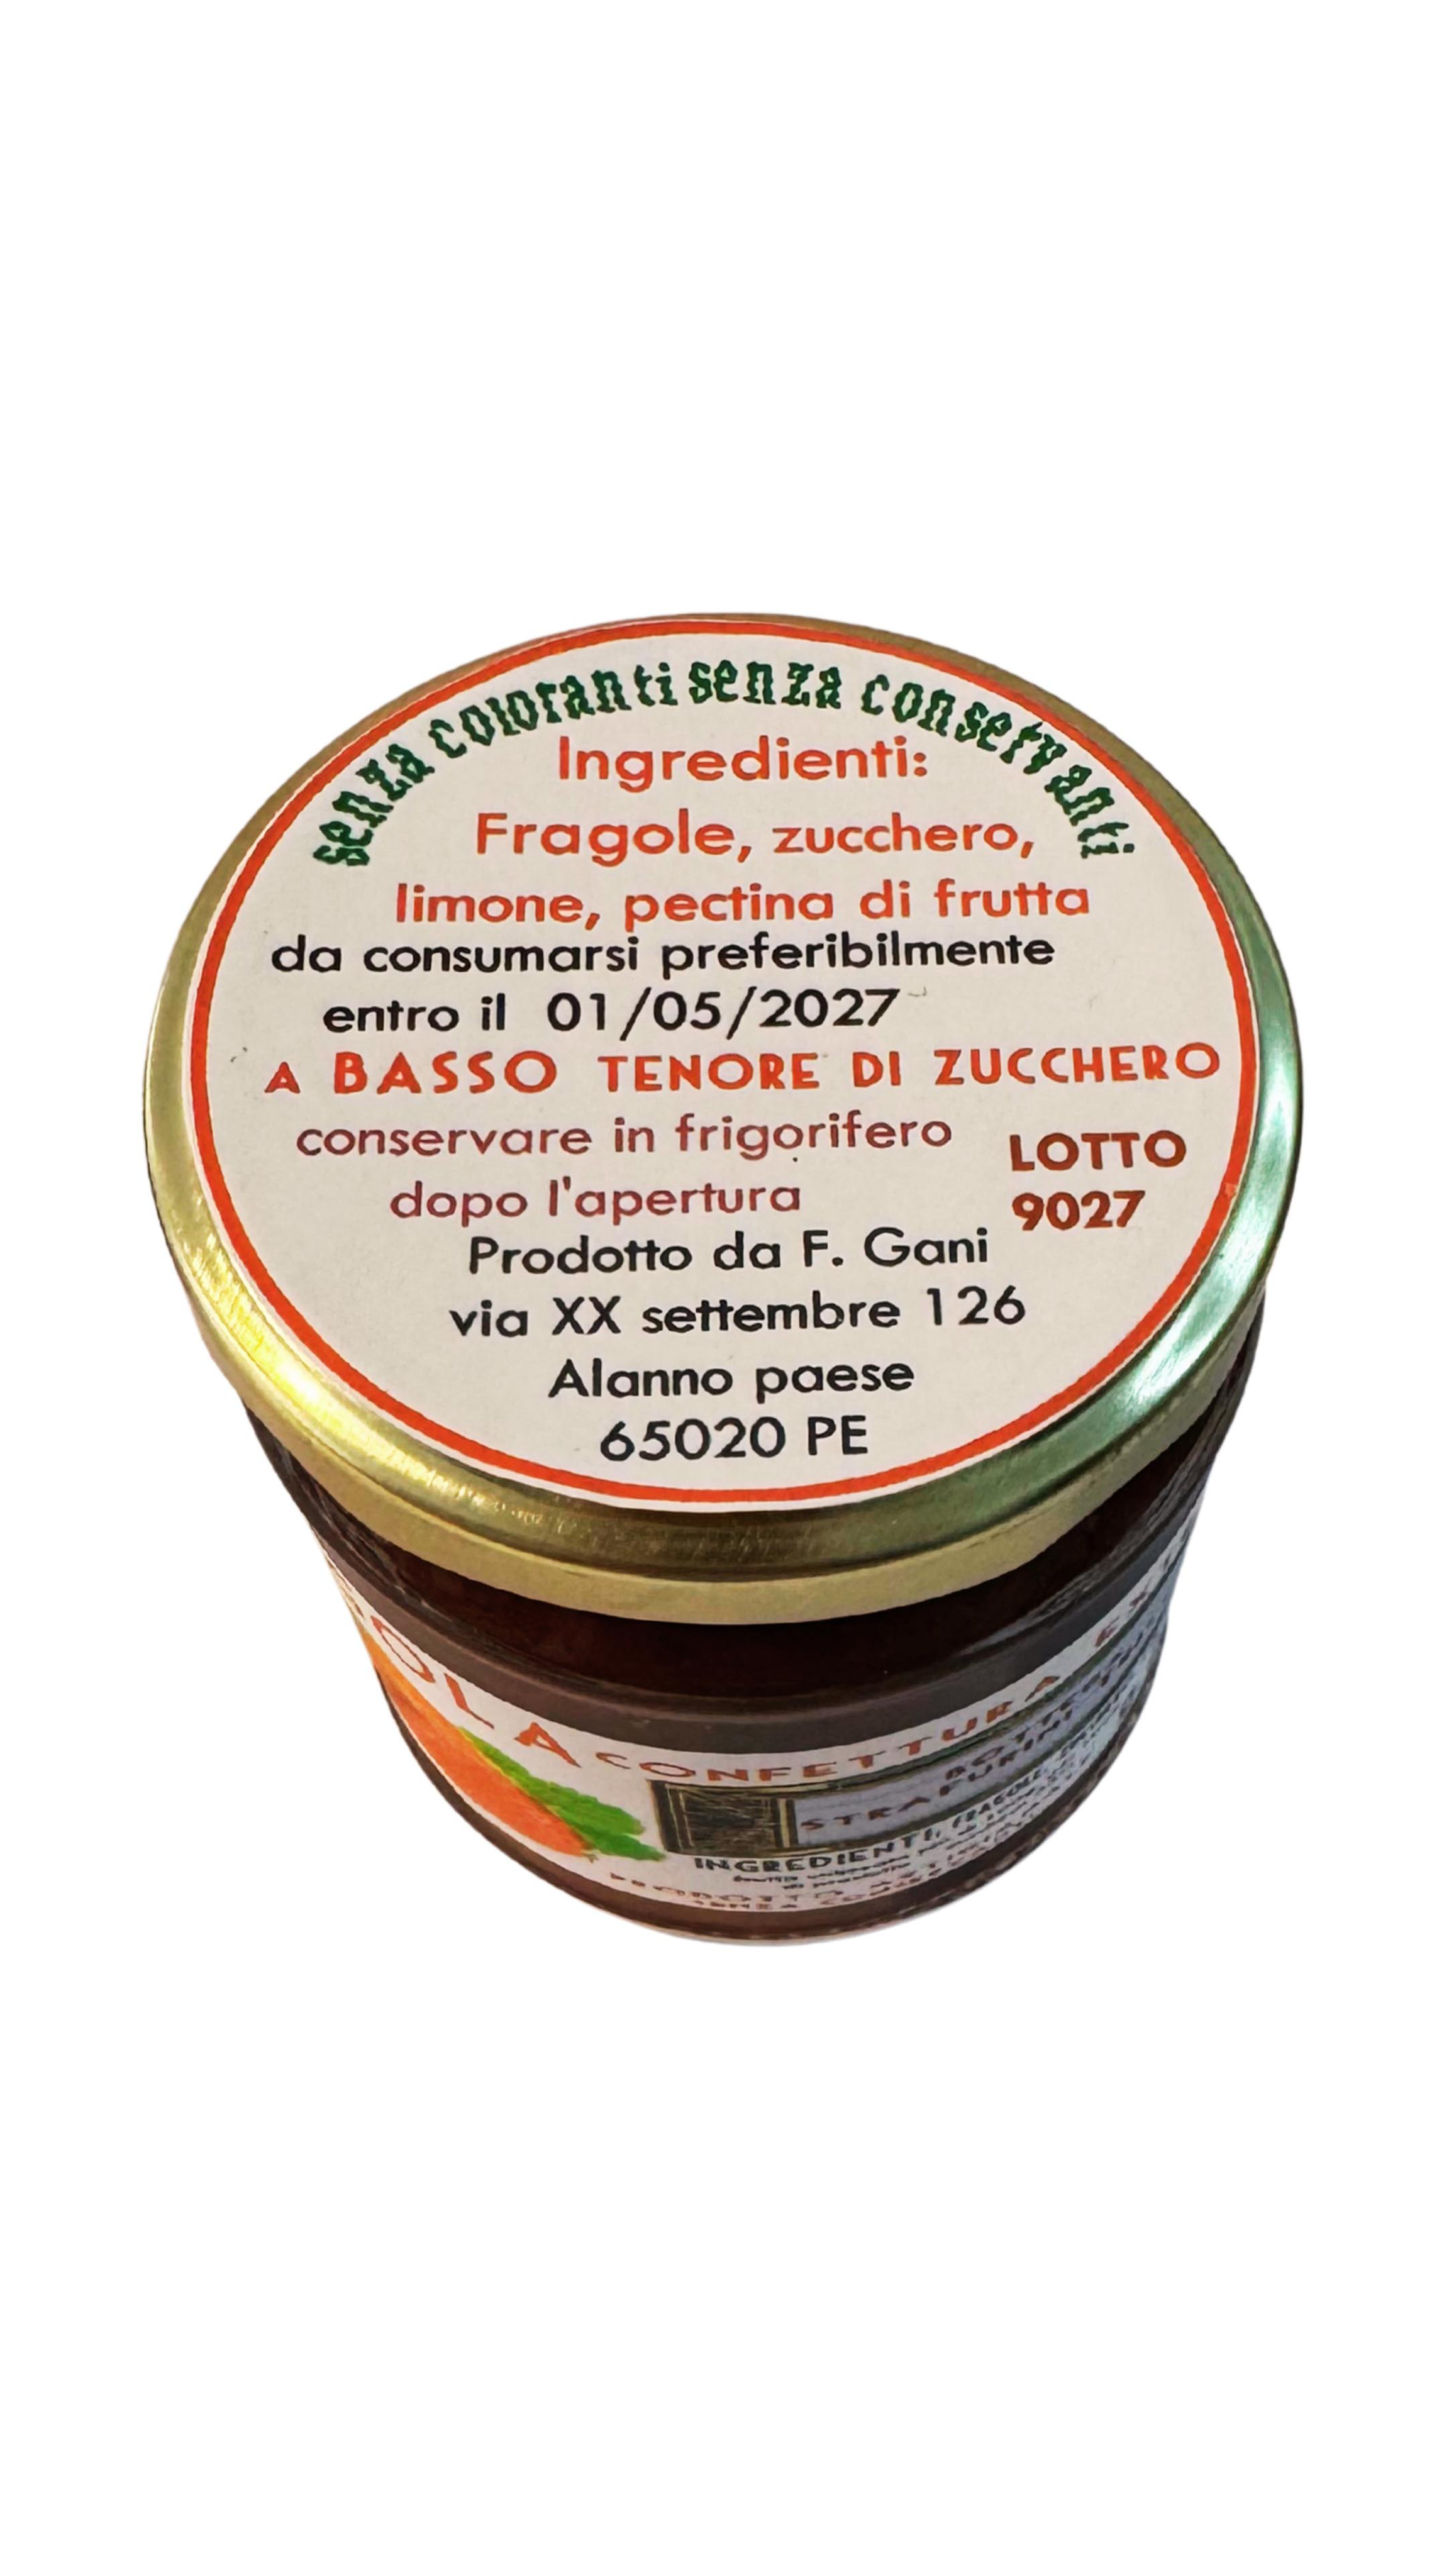 senza coloranti senza conservanti
Ingredienti:
Fragole, zucchero,
limone, pectina di frutta
da consumarsi preferibilmente
entro il 01/05/2027
A BASSO TENORE DI ZUCCHERO
conservare in frigorifero
dopo l'apertura
LOTTO
9027
Prodotto da F. Gani
via XX settembre 126
Alanno paese
65020 PE
OLA CONFETTURA
INGREDIENTI: FRAGOLE